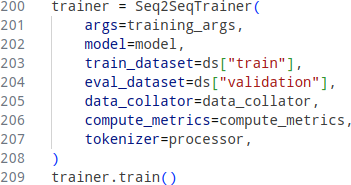 200 trainer = Seq2SeqTrainer(
201     args=training_args,
202     model=model,
203     train_dataset=ds["train"],
204     eval_dataset=ds["validation"],
205     data_collator=data_collator,
206     compute_metrics=compute_metrics,
207     tokenizer=processor,
208 )
209 trainer.train()